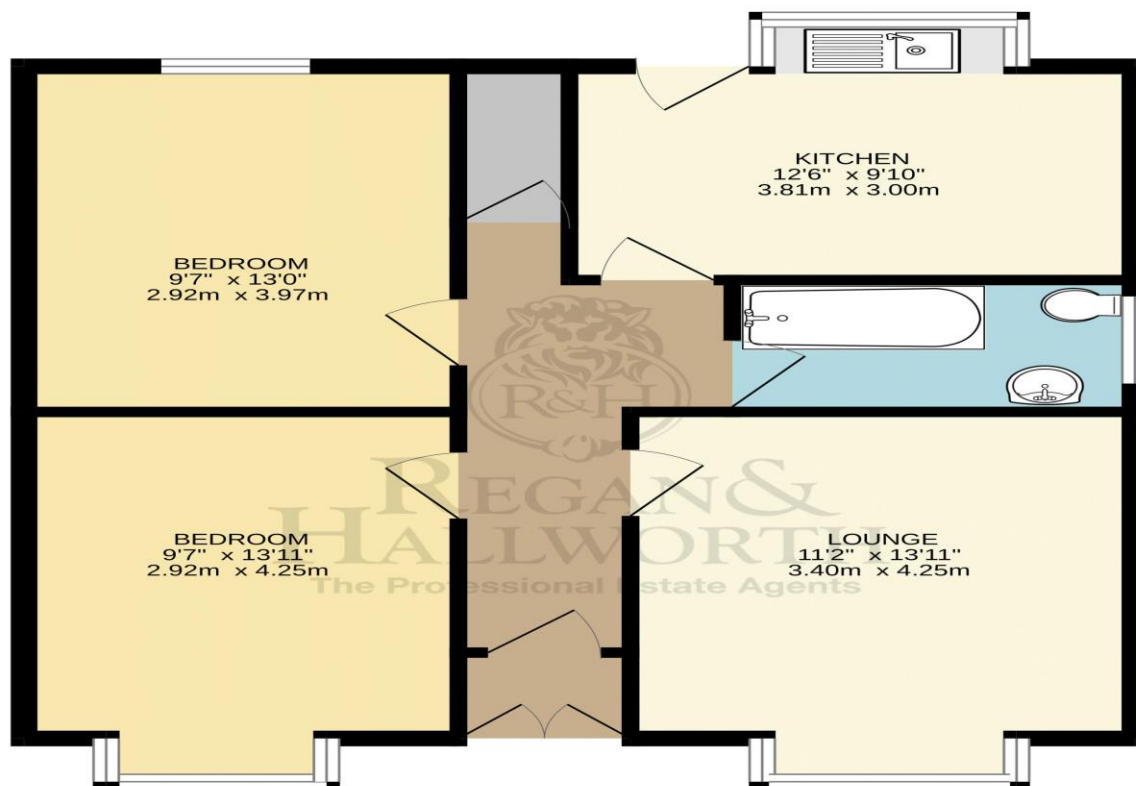 KITCHEN
12'6" x 9'10"
3.81m x 3.00m
BEDROOM
9'7" x 13'0"
2.92m x 3.97m
R&H
REGAN &
HALLWORTH
The Professional Estate Agents
BEDROOM
9'7" x 13'11"
2.92m x 4.25m
LOUNGE
11'2" x 13'11"
3.40m x 4.25m